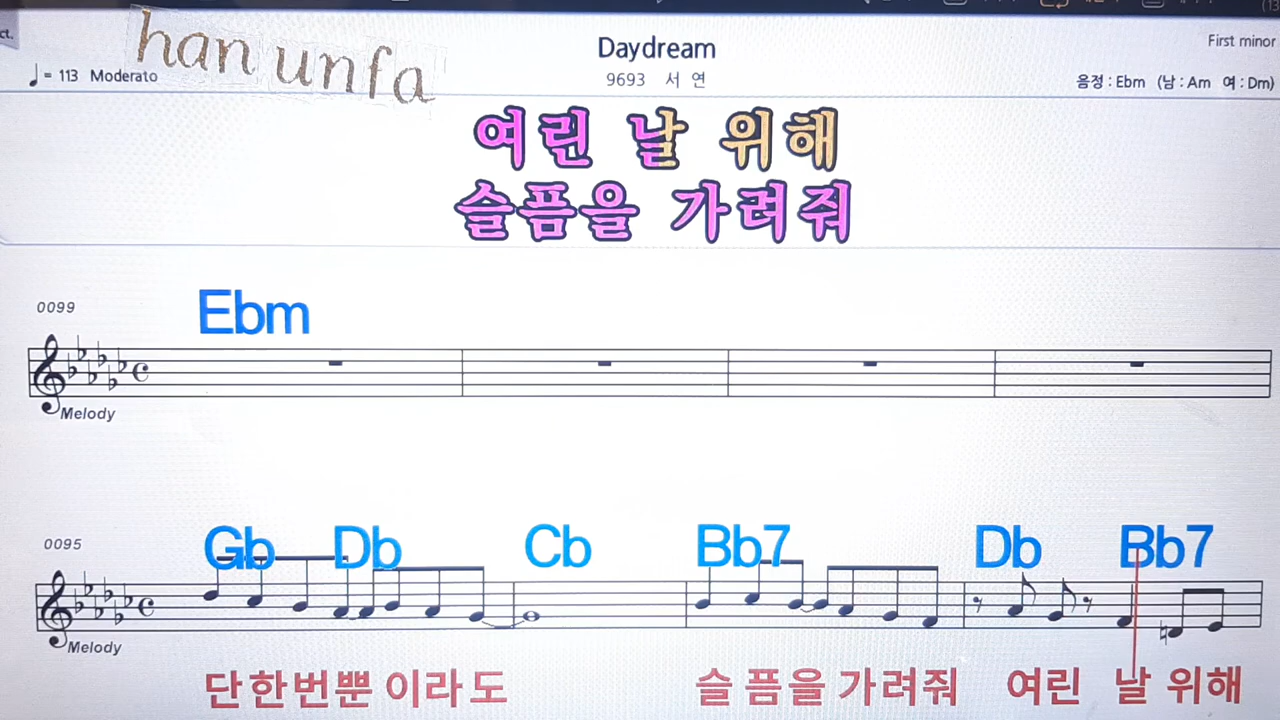 ct.
han unfa
Daydream
First minor
♩= 113 Moderato
9693 서 연
음정 : Ebm (남 : Am 여 : Dm)
여린 날 위해
슬픔을 가려줘
0099
Ebm
Melody
0095
Gb Db Cb Bb7 Db Bb7
Melody
단한번뿐 이라도 슬픔을 가려줘 여린 날 위해